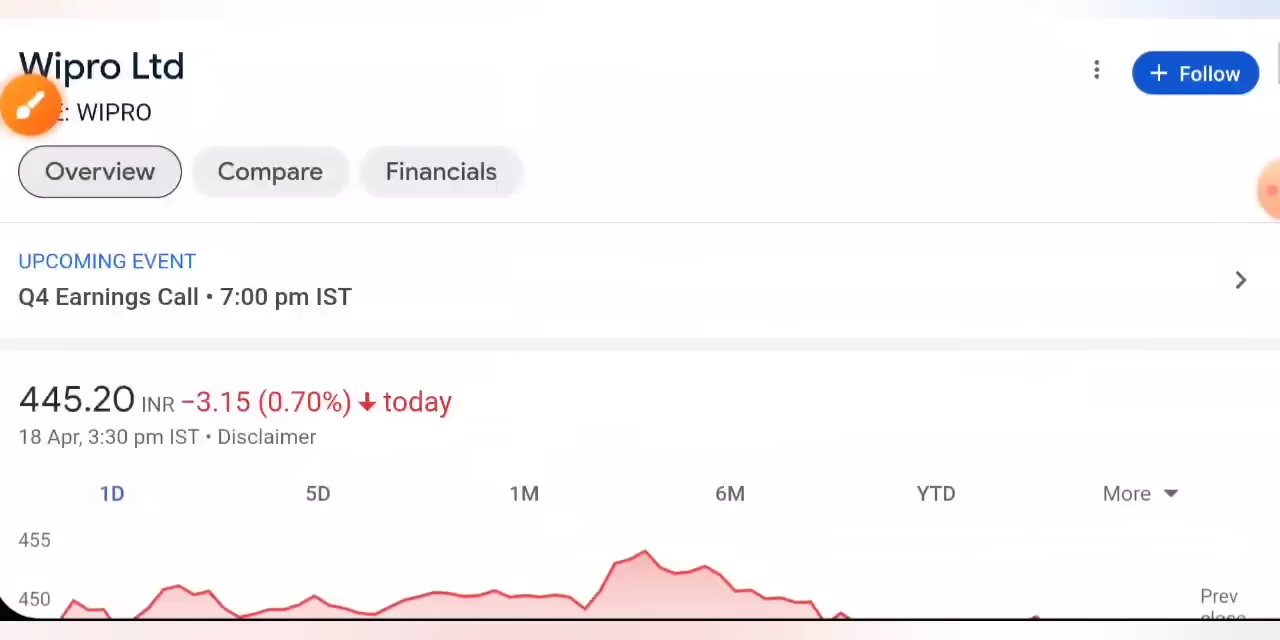 Wipro Ltd
E: WIPRO
+ Follow
Overview
Compare
Financials
UPCOMING EVENT
Q4 Earnings Call • 7:00 pm IST
445.20 INR −3.15 (0.70%) ↓ today
18 Apr, 3:30 pm IST • Disclaimer
1D 5D 1M 6M YTD More
455
450
Prev
close